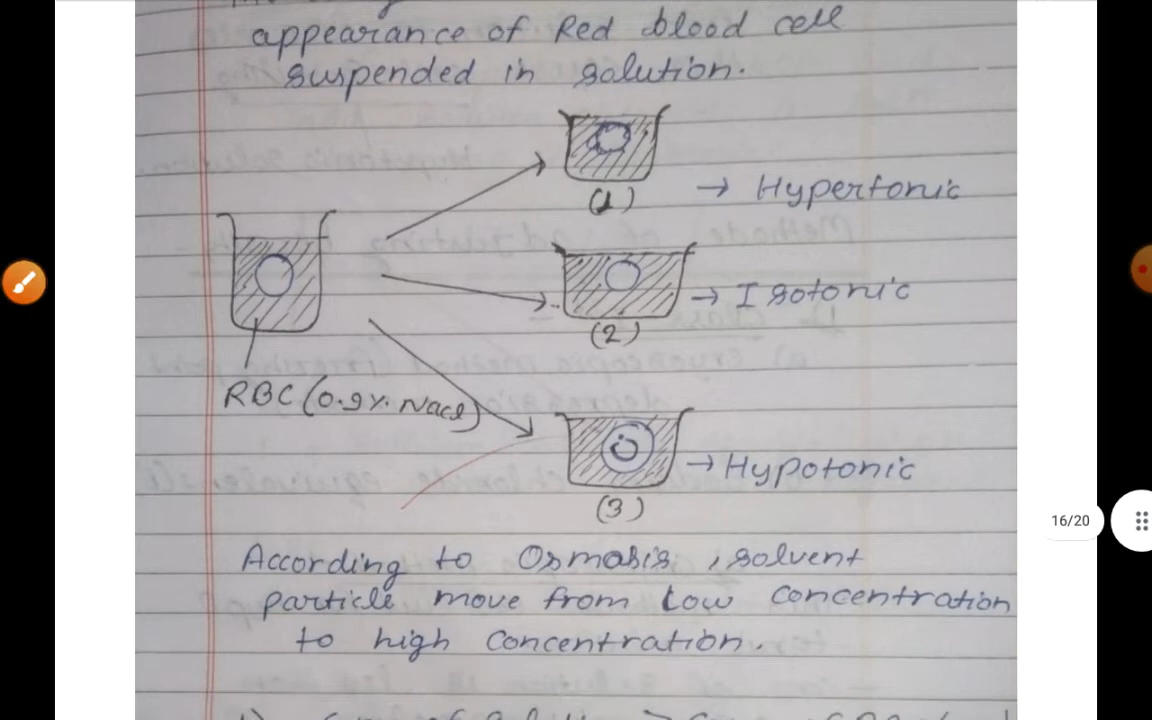 appearance of Red blood cell
suspended in solution.
(1)
→ Hypertonic
(2)
→ Isotonic
RBC (0.9%. Nacl)
(3)
→ Hypotonic
According to Osmosis, solvent
particle move from Low concentration
to high concentration.
16/20